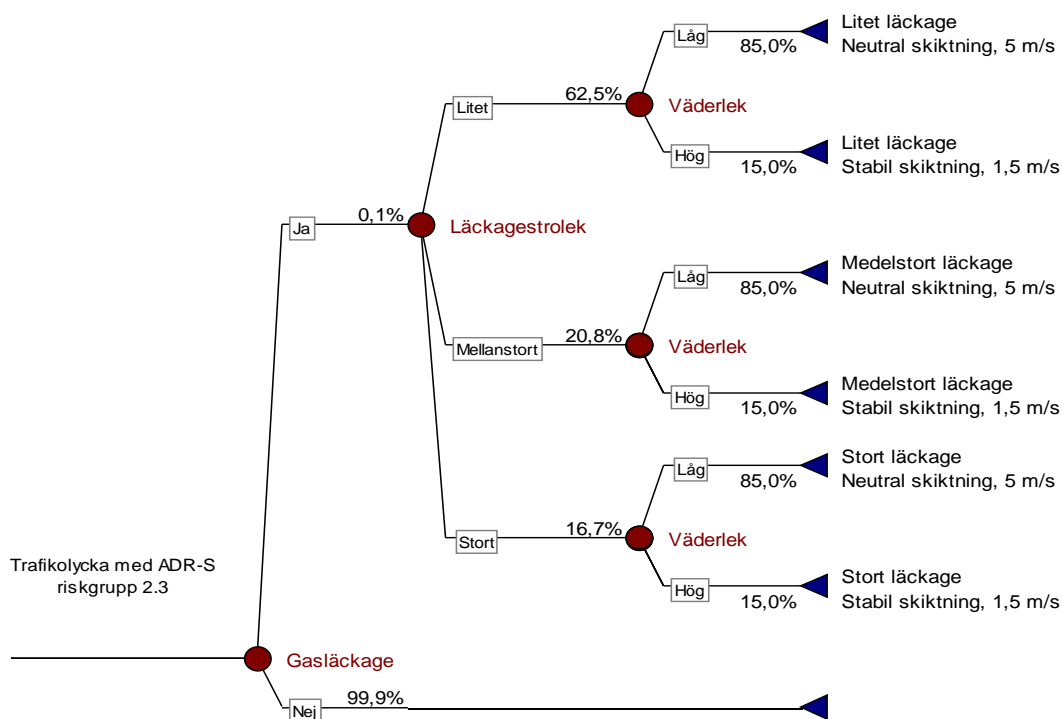 Litet läckage
Låg
85,0%
Neutral skiktning, 5 m/s
Litet
62,5%
Väderlek
Litet läckage
Hög
15,0%
Stabil skiktning, 1,5 m/s
Ja
0,1%
Läckagestrolek
Medelstort läckage
Låg
85,0%
Neutral skiktning, 5 m/s
Mellanstort
20,8%
Väderlek
Medelstort läckage
Hög
15,0%
Stabil skiktning, 1,5 m/s
Stort läckage
Låg
85,0%
Neutral skiktning, 5 m/s
Stort
16,7%
Väderlek
Stort läckage
Hög
15,0%
Stabil skiktning, 1,5 m/s
Trafikolycka med ADR-S
riskgrupp 2.3
Gasläckage
Nej
99,9%